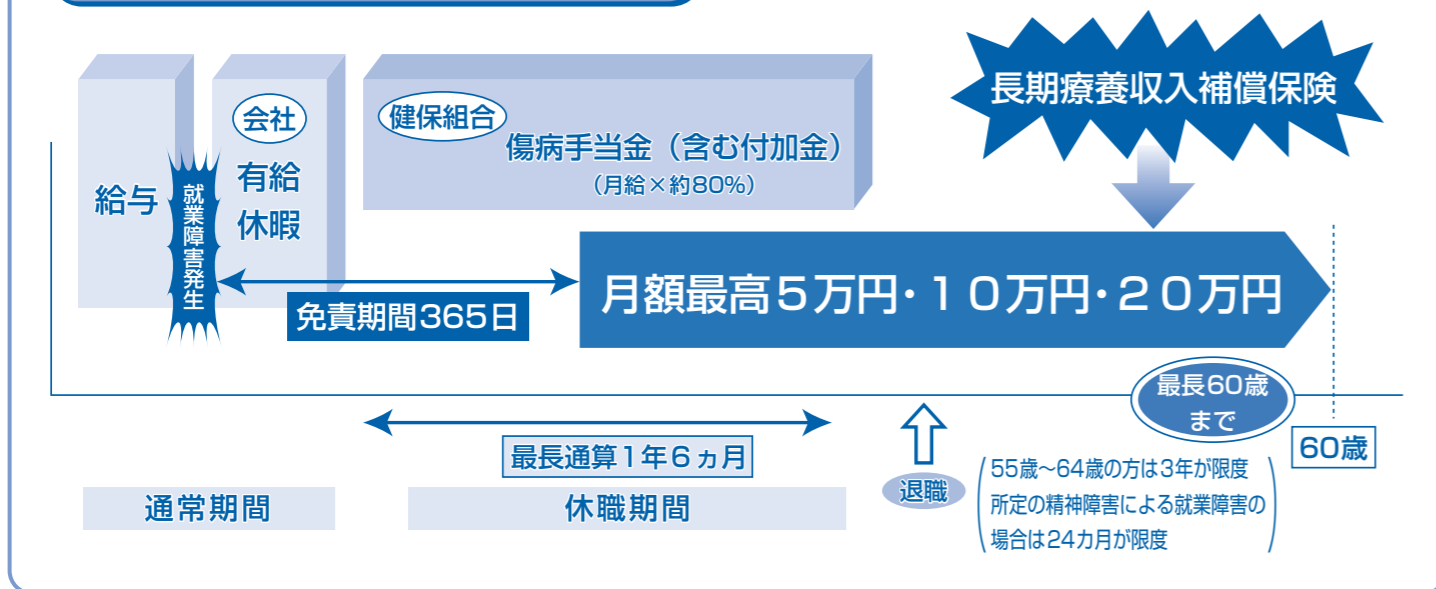 長期療養収入補償保険
会社
健保組合
傷病手当金（含む付加金）
（月給×約80%）
給与
就業障害発生
有給
休暇
免責期間365日
月額最高５万円・１０万円・２０万円
最長60歳
まで
60歳
最長通算1年6ヵ月
退職
55歳～64歳の方は3年が限度
所定の精神障害による就業障害の
場合は24カ月が限度
通常期間
休職期間